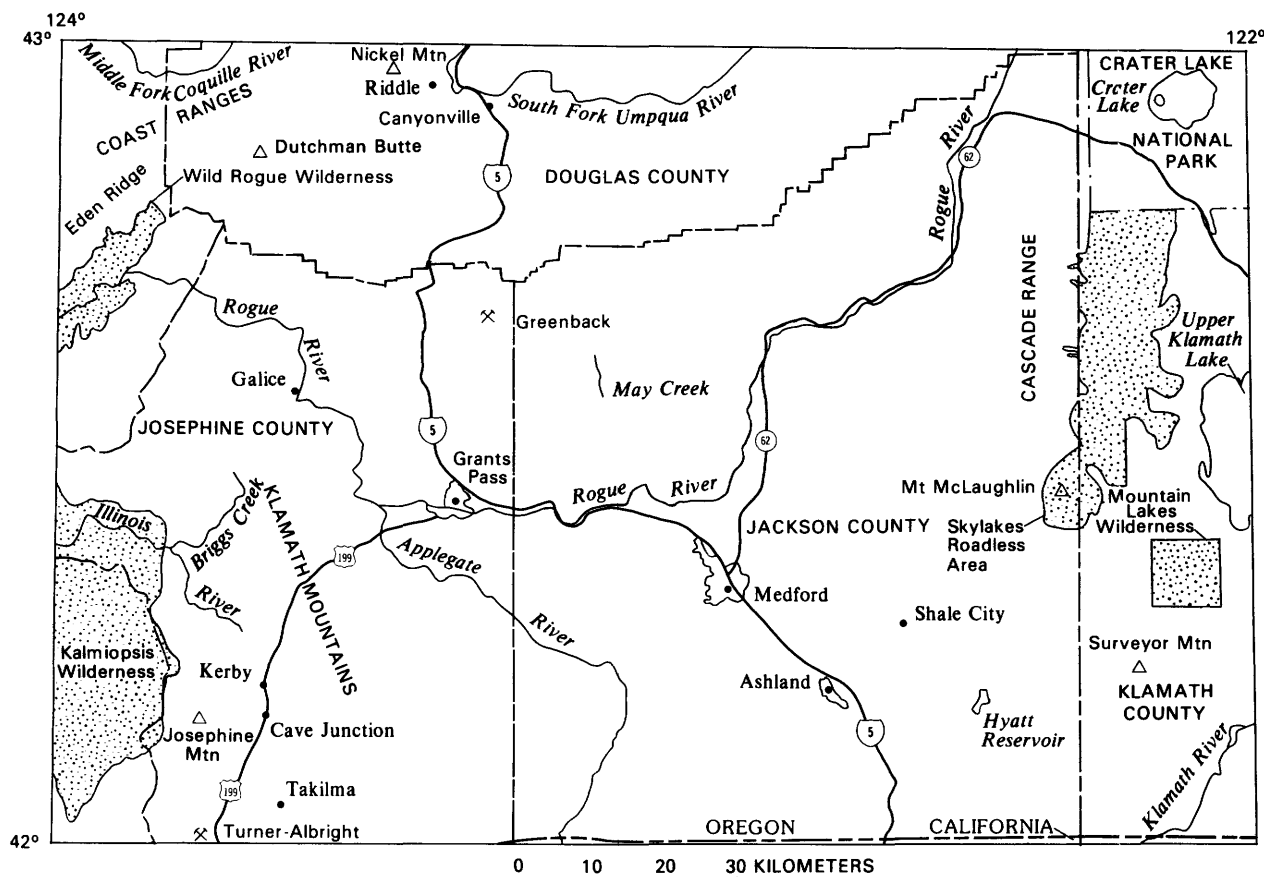 124°
122°
43°
Middle Fork Coquille River
COAST RANGES
Nickel Mtn
Riddle
Canyonville
South Fork Umpqua River
CRATER LAKE
Crater
Lake
NATIONAL
PARK
Dutchman Butte
Wild Rogue Wilderness
Eden Ridge
5
DOUGLAS COUNTY
62
Rogue River
CASCADE RANGE
Rogue River
Greenback
Upper
Klamath
Lake
Galice
May Creek
JOSEPHINE COUNTY
5
62
Grants
Pass
Rogue River
Mt McLaughlin
Mountain
Lakes
Wilderness
Illinois
River
Briggs Creek
KLAMATH MOUNTAINS
199
Applegate
River
JACKSON COUNTY
Skylakes
Roadless
Area
Medford
Shale City
Kalmiopsis
Wilderness
Kerby
Surveyor Mtn
Ashland
KLAMATH
COUNTY
Josephine
Mtn
Cave Junction
5
Hyatt
Reservoir
Klamath River
199
Takilma
Turner-Albright
42°
OREGON
CALIFORNIA
0 10 20 30 KILOMETERS